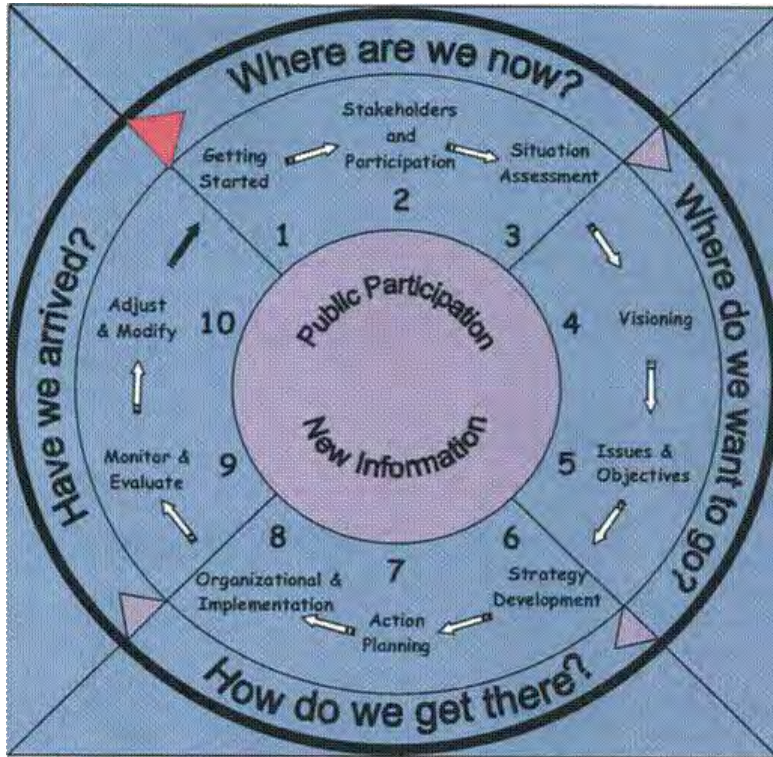 Where are we now?
Getting
Started
1
Stakeholders
and
Participation
2
Situation
Assessment
3
Where do we want to go?
4
Visioning
5
Issues &
Objectives
How do we get there?
6
Strategy
Development
7
Action
Planning
8
Organizational &
Implementation
Have we arrived?
9
Monitor &
Evaluate
10
Adjust
& Modify
Public Participation
New Information